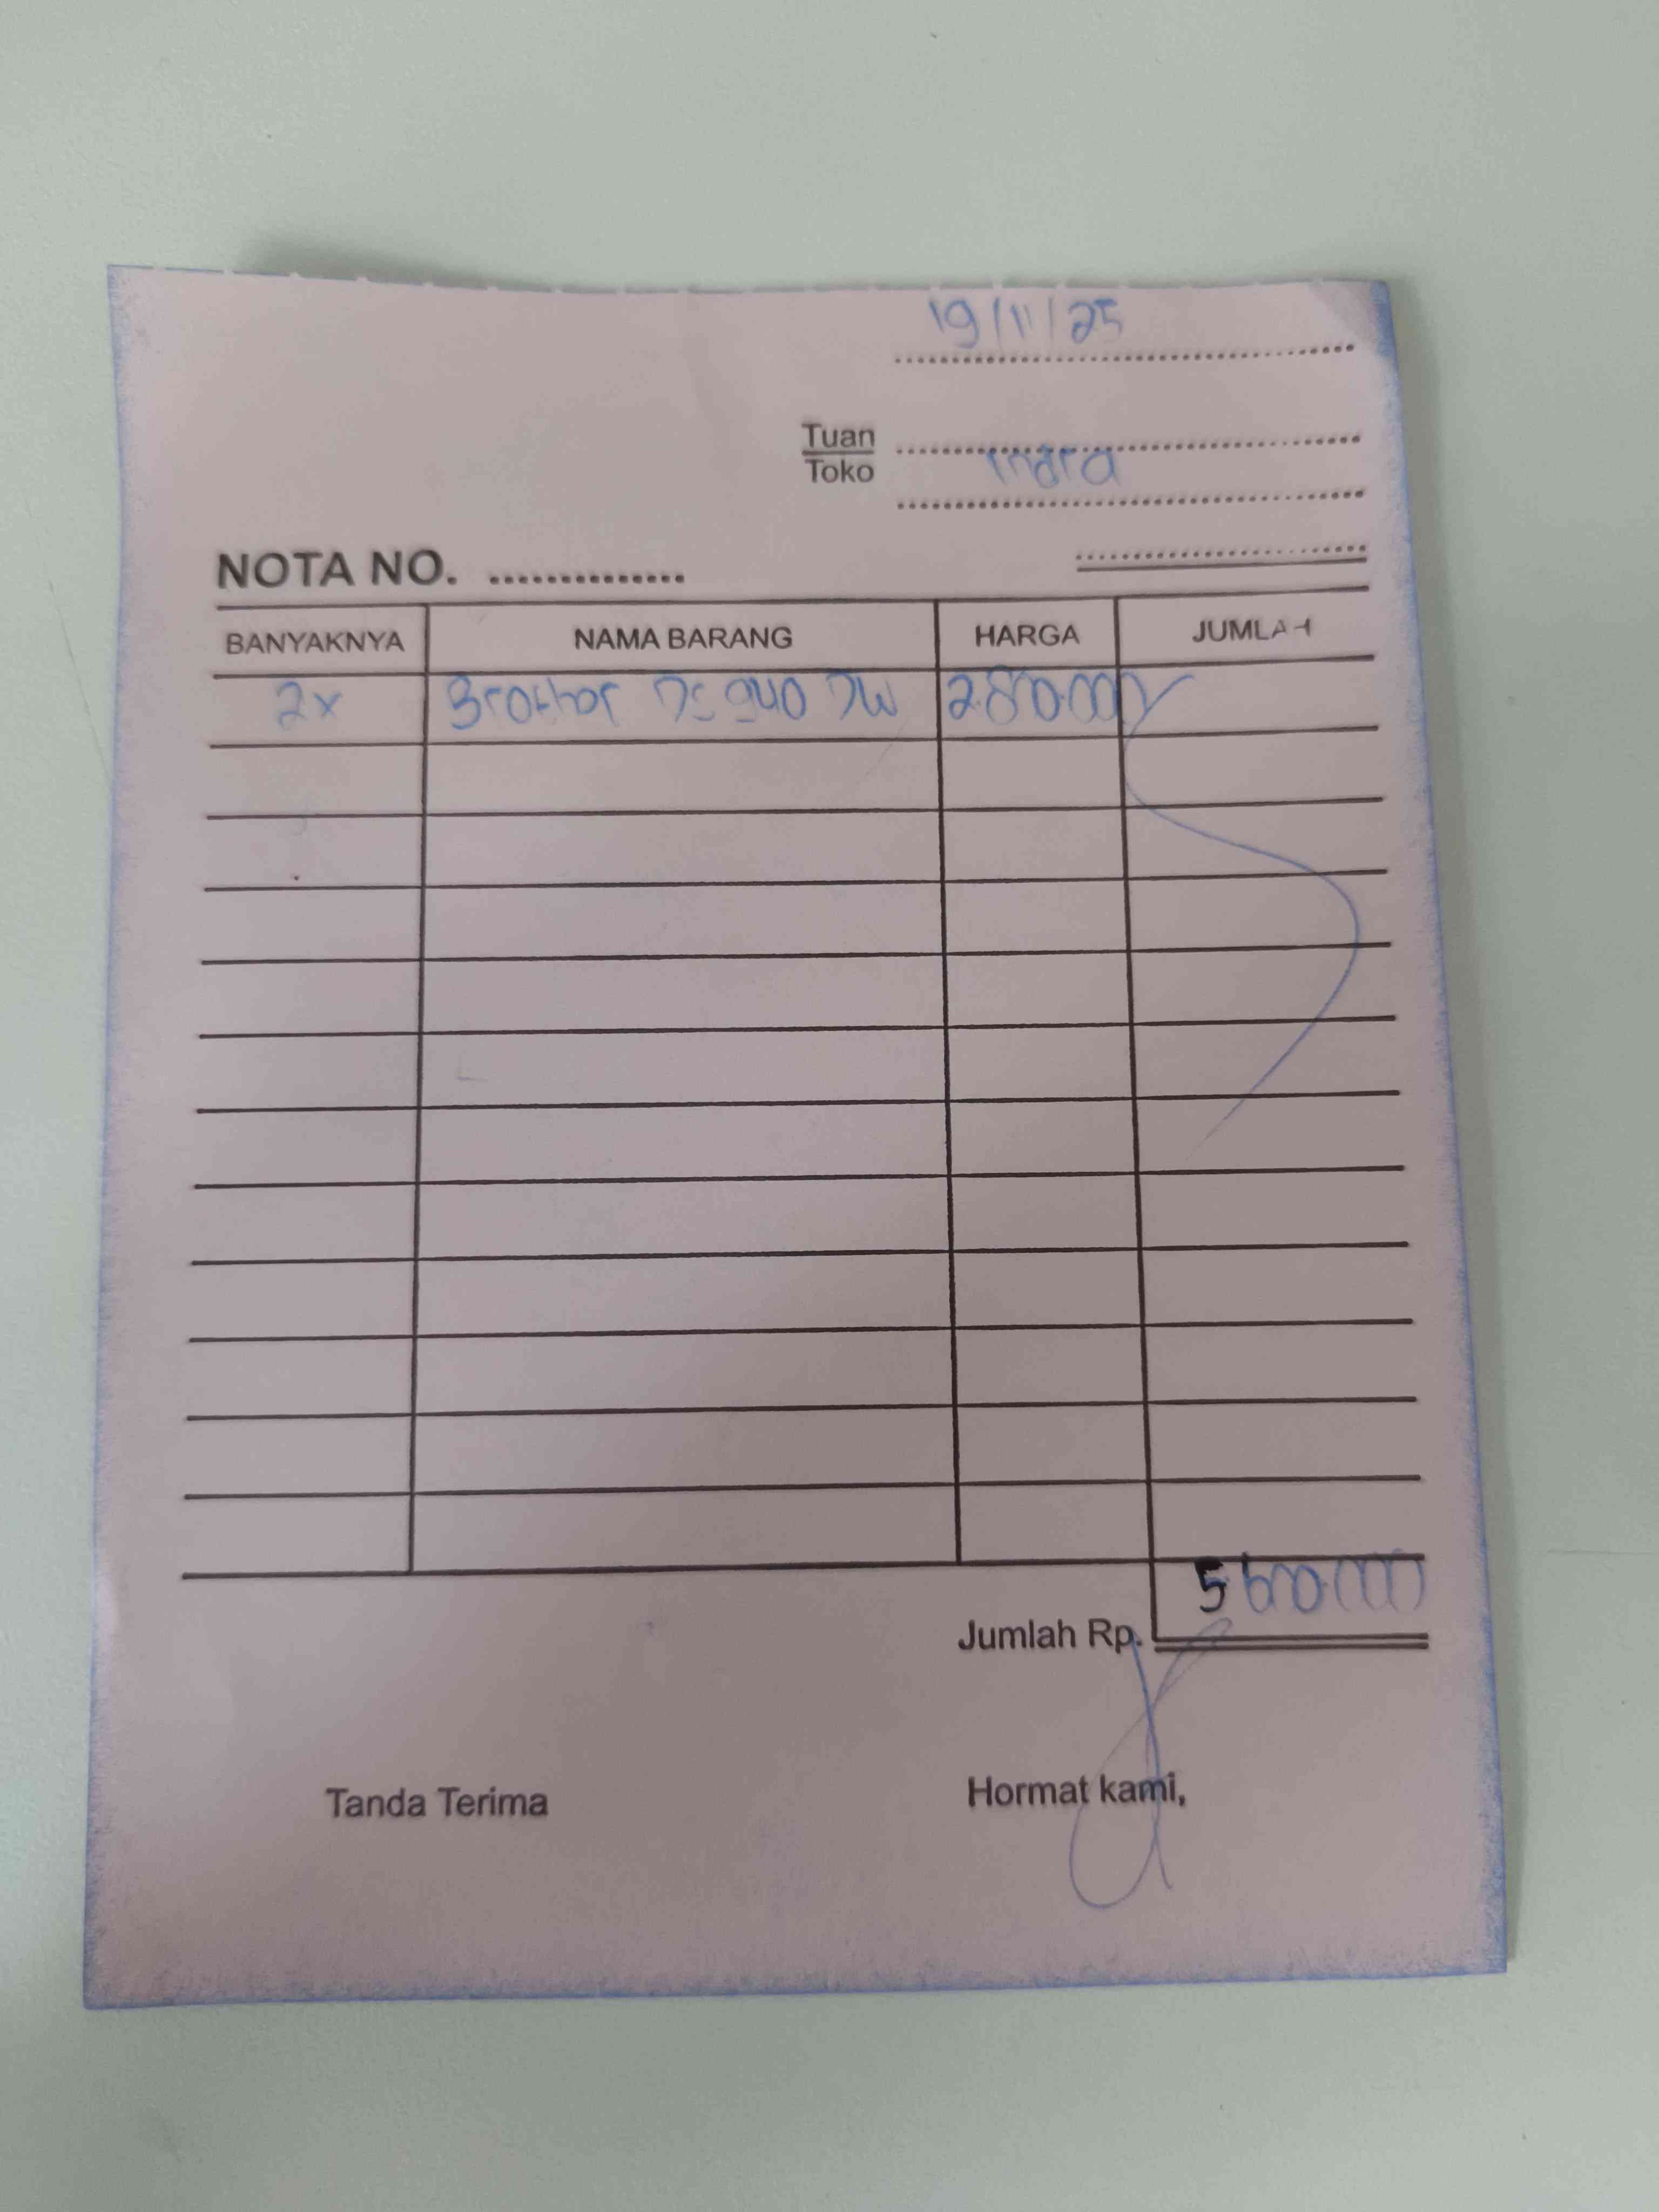 19/11/25
Tuan
Toko
Indra
NOTA NO. ..............
BANYAKNYA NAMA BARANG HARGA JUMLAH
2x Brother DS 940 DW 2.800.000
5.600.000
Jumlah Rp.
Tanda Terima Hormat kami,